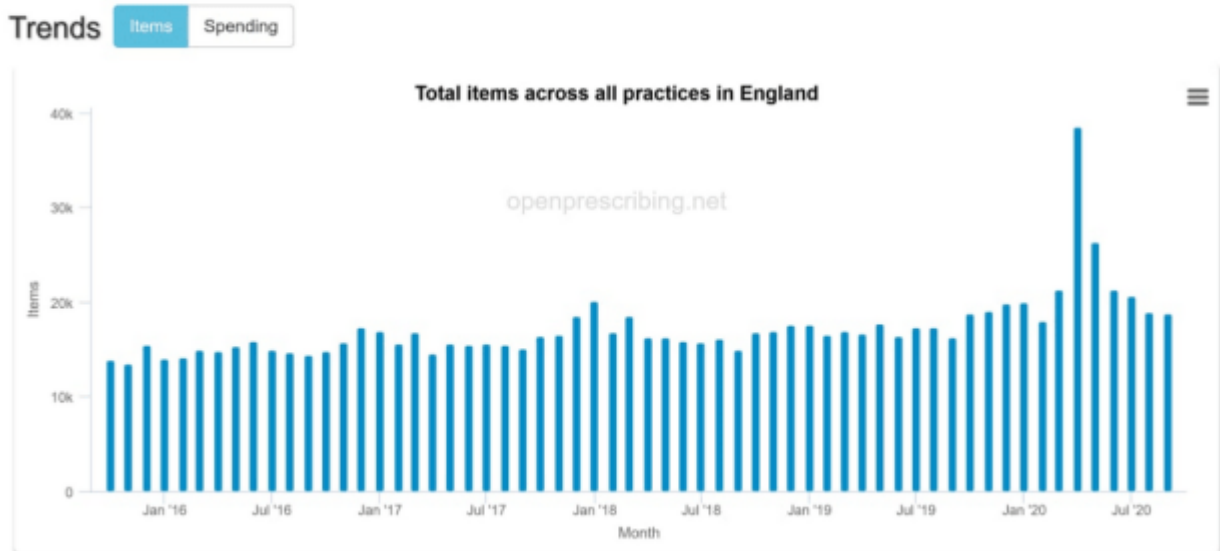 Trends Items Spending
Total items across all practices in England
openprescribing.net
40k
30k
20k
10k
0
Items
Jan '16 Jul '16 Jan '17 Jul '17 Jan '18 Jul '18 Jan '19 Jul '19 Jan '20 Jul '20
Month